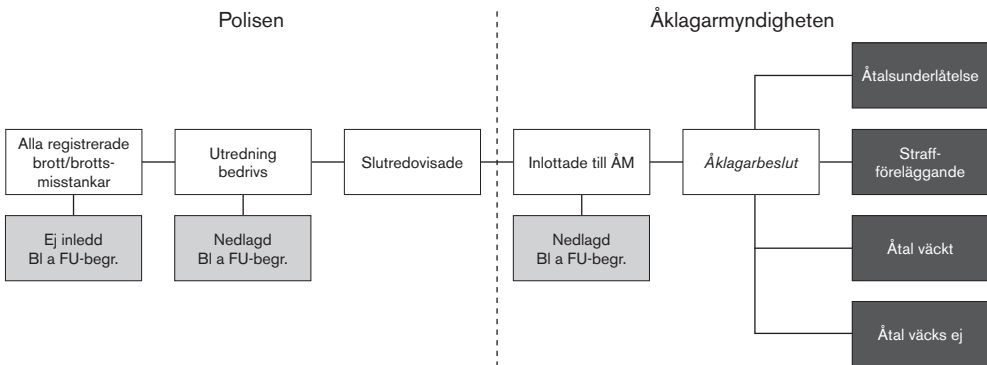 Polisen
Åklagarmyndigheten
Åtalsunderlåtelse
Alla registrerade
brott/brotts-
misstankar
Utredning
bedrivs
Slutredovisade
Inlottade till ÅM
Åklagarbeslut
Straff-
föreläggande
Ej inledd
Bl a FU-begr.
Nedlagd
Bl a FU-begr.
Nedlagd
Bl a FU-begr.
Åtal väckt
Åtal väcks ej